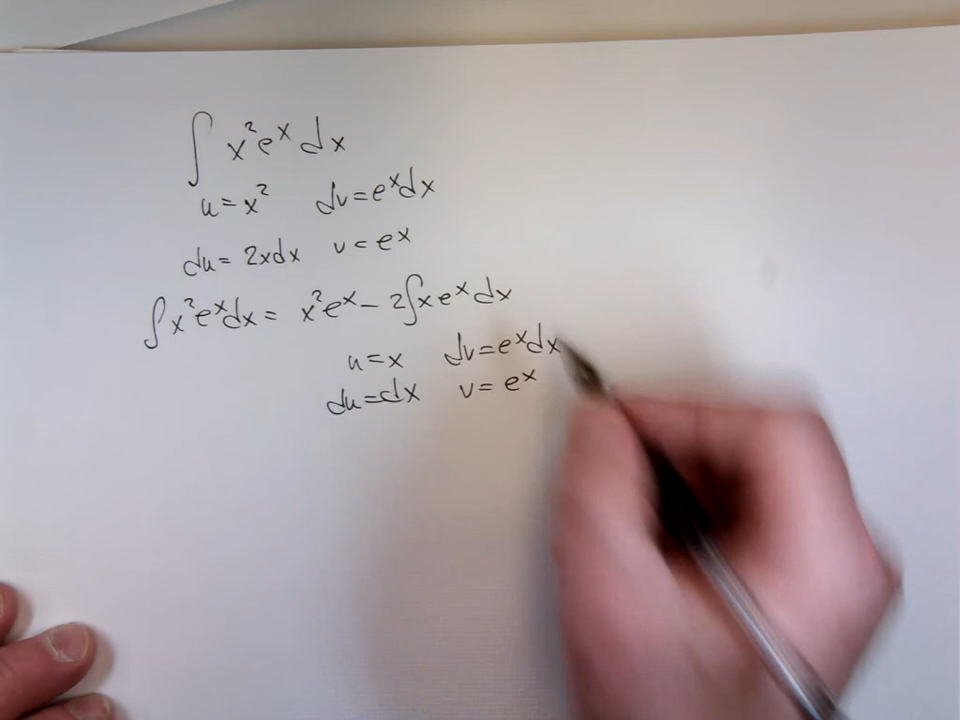 ∫ x²eˣ dx
u = x² dv = eˣdx
du = 2xdx v = eˣ
∫x²eˣdx = x²eˣ − 2∫xeˣdx
u = x dv = eˣdx
du = dx v = eˣ